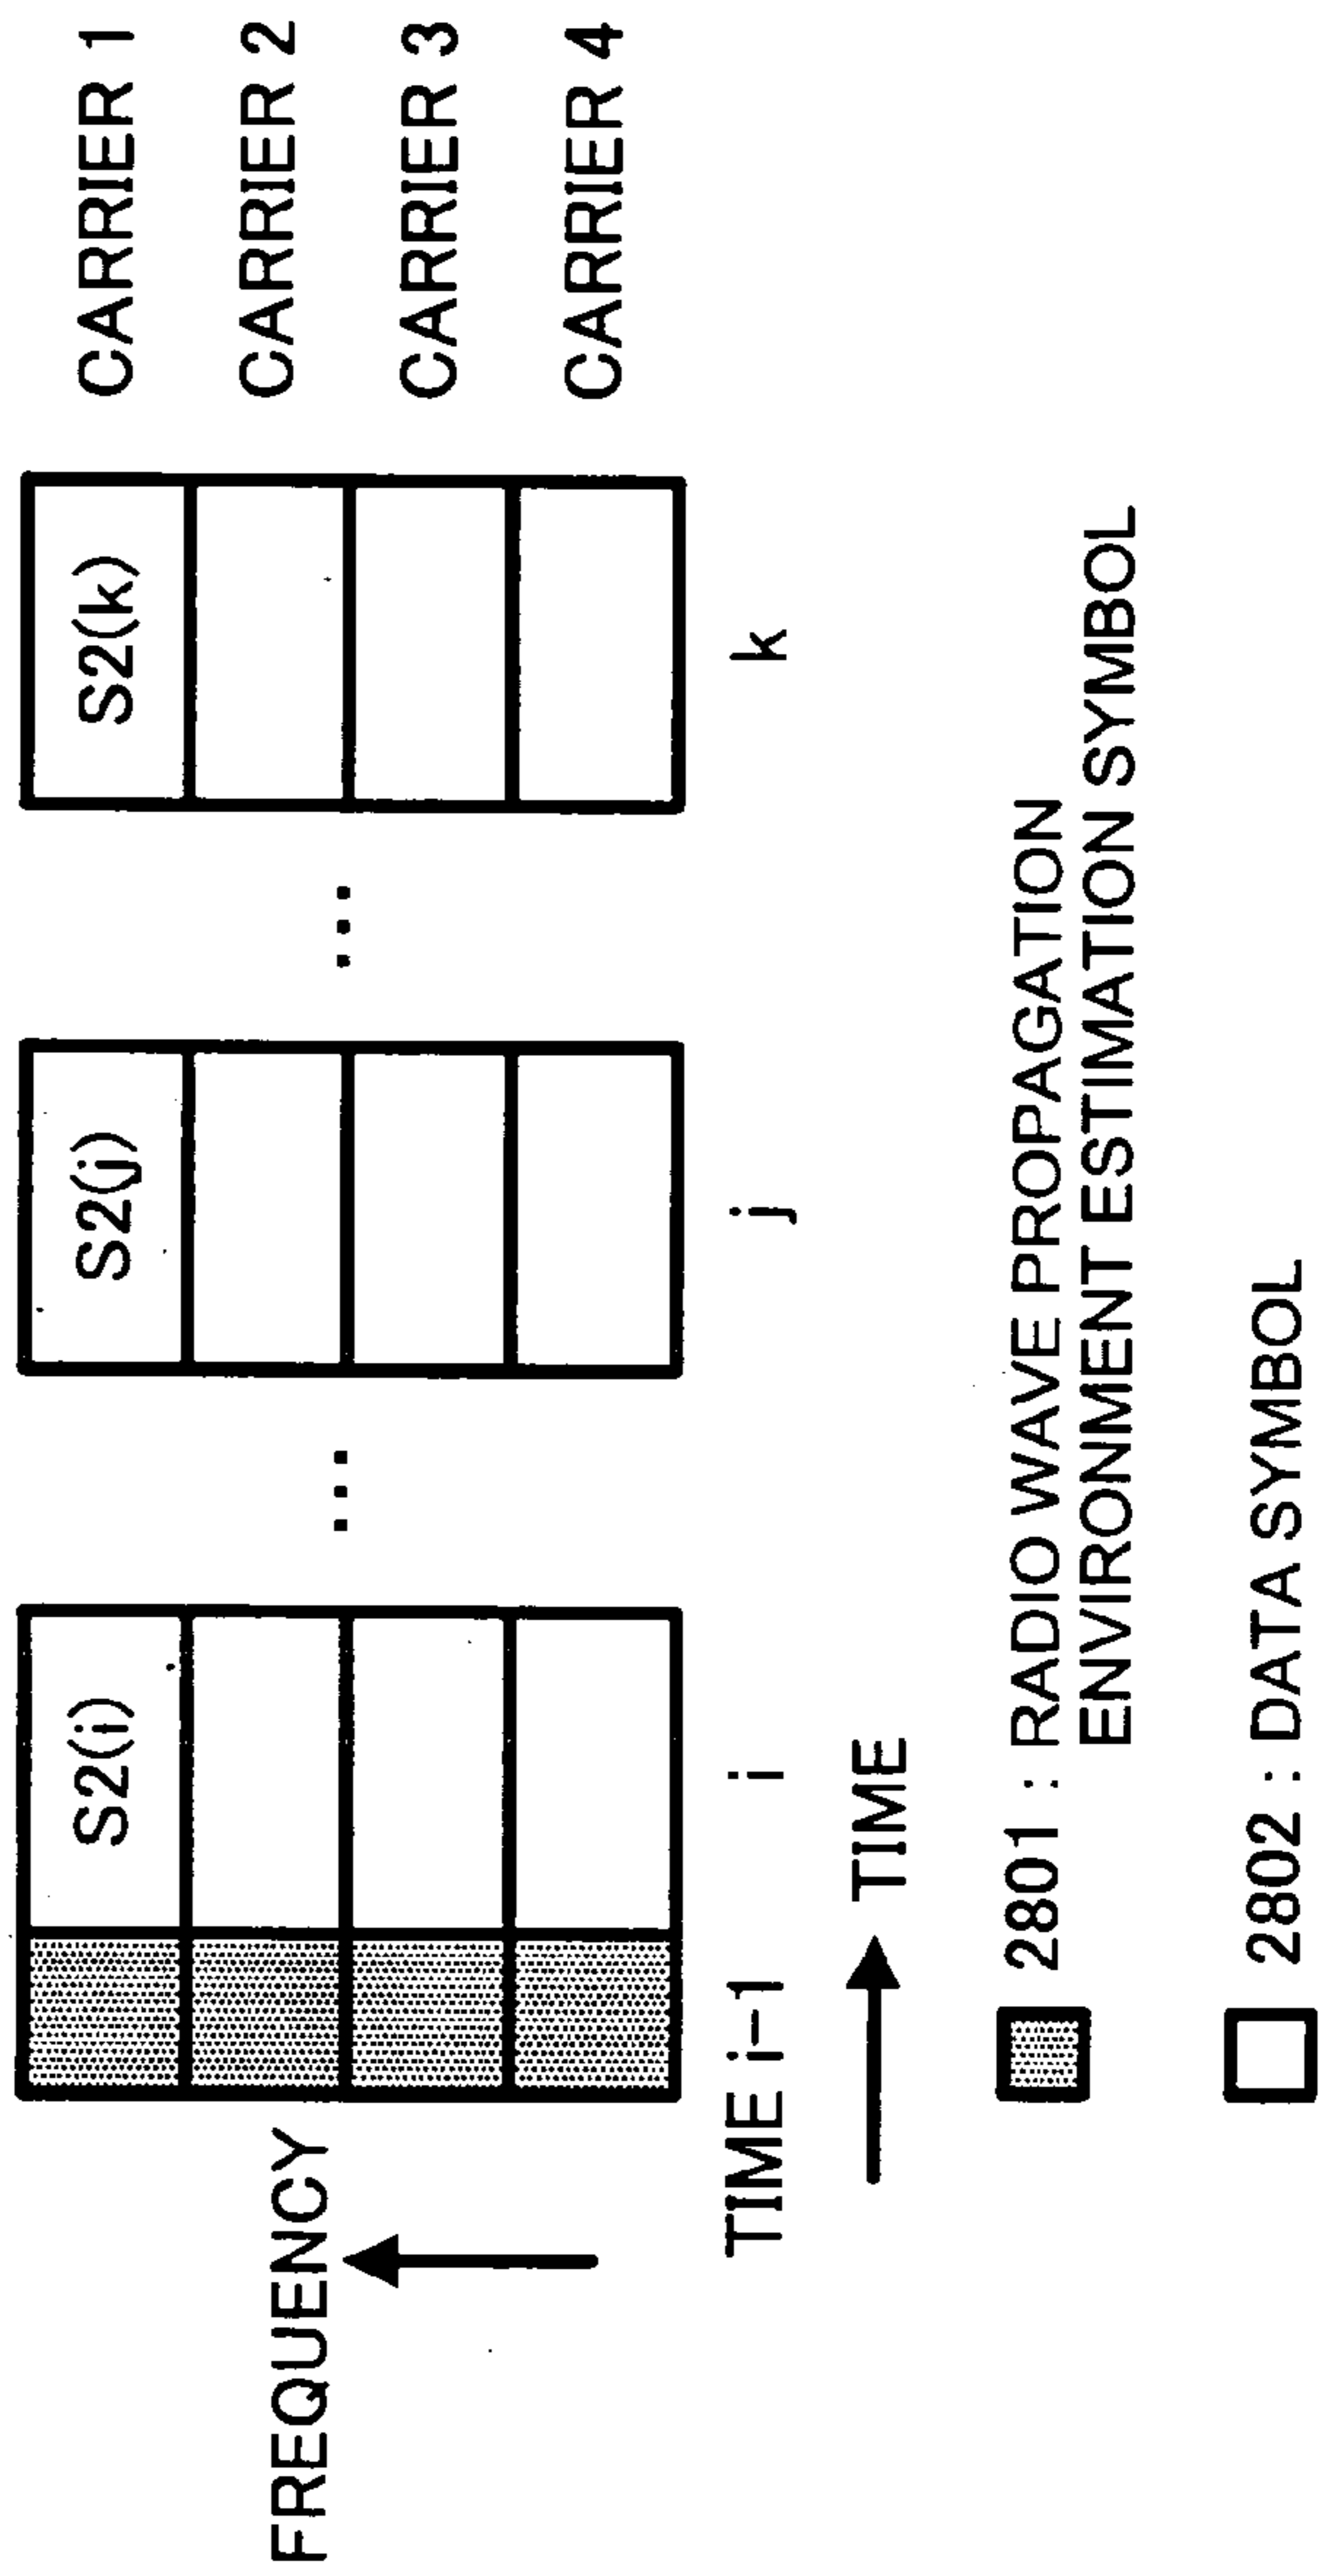 FREQUENCY
S2(i)
S2(j)
S2(k)
CARRIER 1
CARRIER 2
... ...
CARRIER 3
CARRIER 4
TIME i-1 i j k
TIME
2801 : RADIO WAVE PROPAGATION
ENVIRONMENT ESTIMATION SYMBOL
2802 : DATA SYMBOL